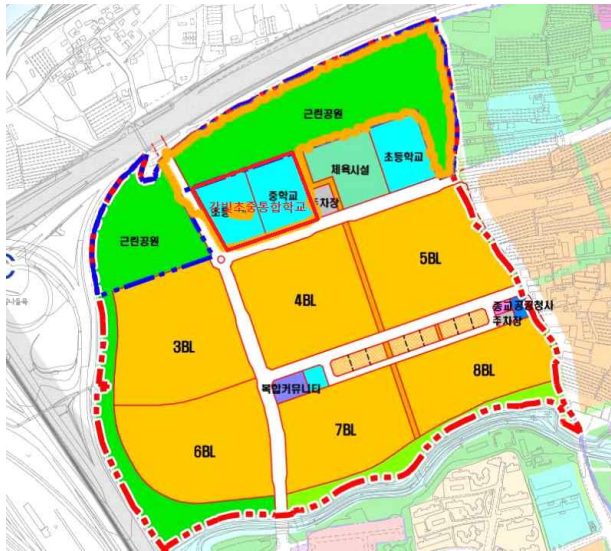 근린공원
초등학교
체육시설
중학교
초등
강빛초중통합학교
주차장
근린공원
5BL
4BL
종교
공공청사
주차장
3BL
8BL
복합커뮤니티
7BL
6BL